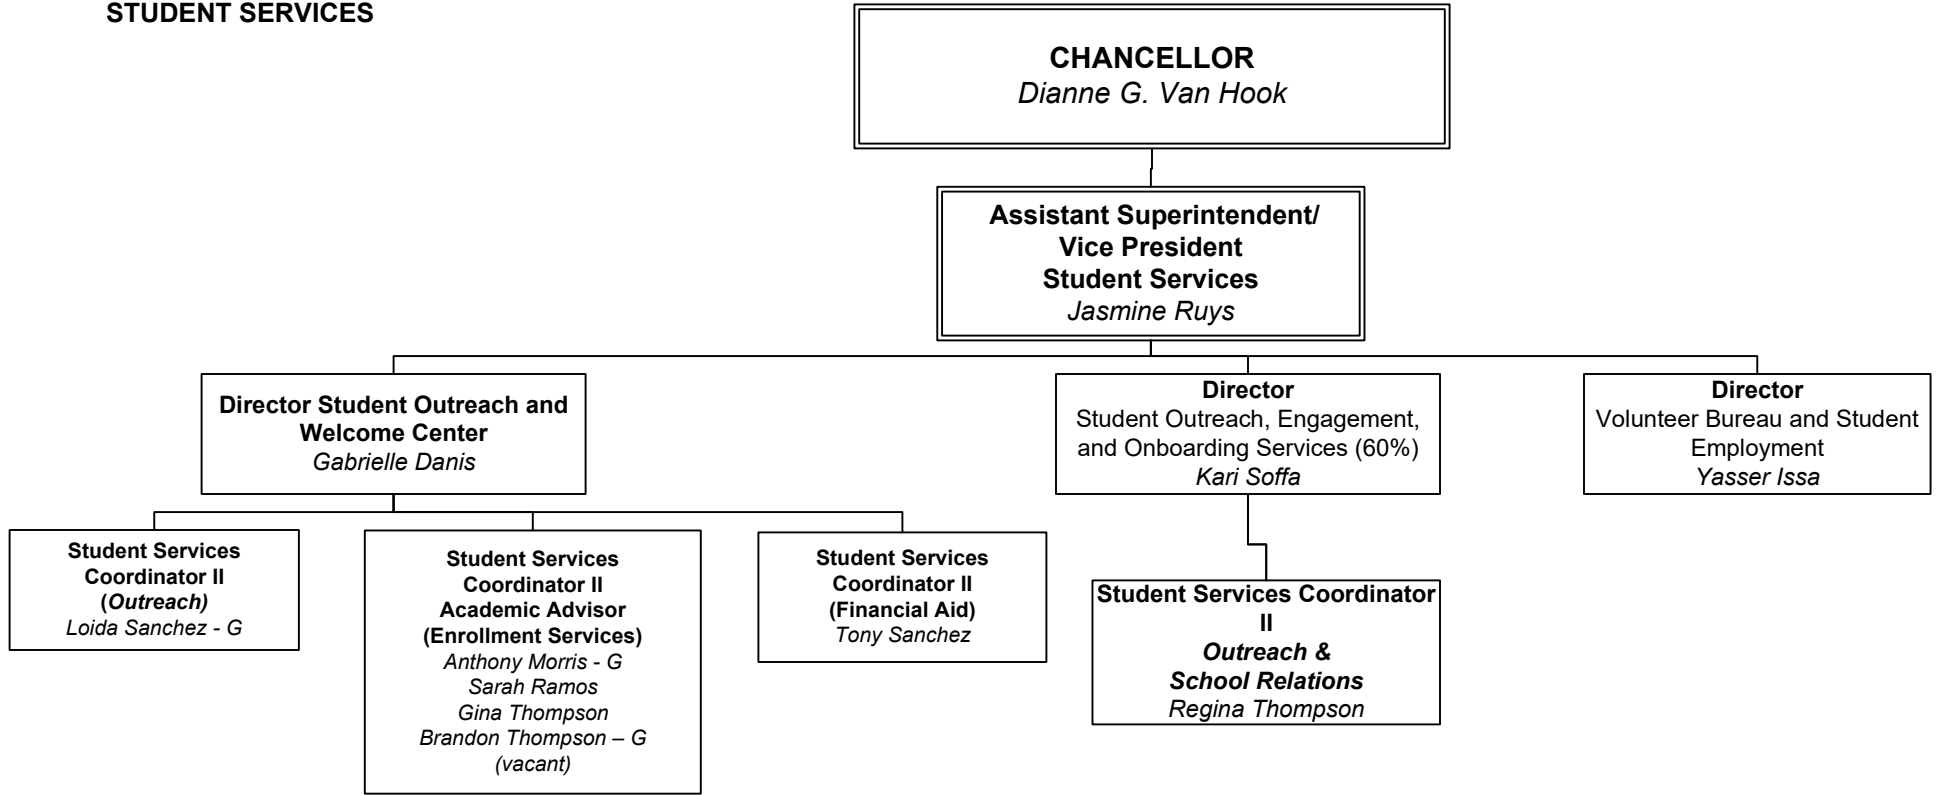 STUDENT SERVICES
CHANCELLOR
Dianne G. Van Hook
Assistant Superintendent/
Vice President
Student Services
Jasmine Ruys
Director Student Outreach and
Welcome Center
Gabrielle Danis
Director
Student Outreach, Engagement,
and Onboarding Services (60%)
Kari Soffa
Director
Volunteer Bureau and Student
Employment
Yasser Issa
Student Services
Coordinator II
(Outreach)
Loida Sanchez - G
Student Services
Coordinator II
Academic Advisor
(Enrollment Services)
Anthony Morris - G
Sarah Ramos
Gina Thompson
Brandon Thompson – G
(vacant)
Student Services
Coordinator II
(Financial Aid)
Tony Sanchez
Student Services Coordinator
II
Outreach &
School Relations
Regina Thompson